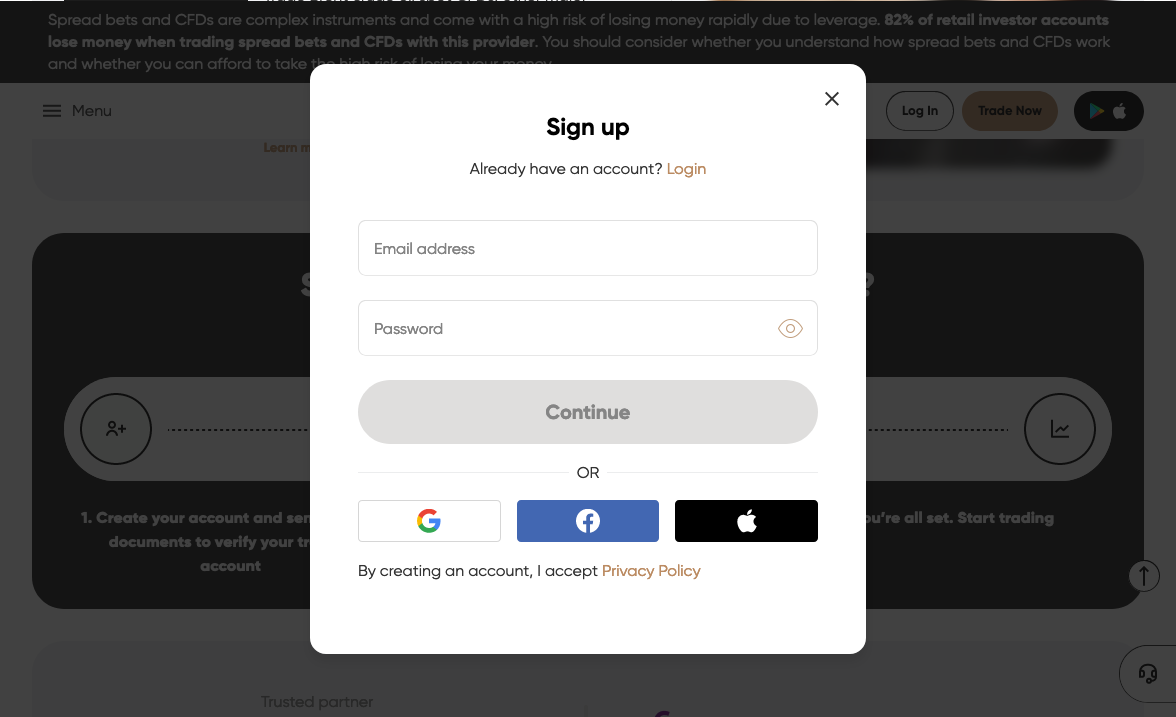 Spread bets and CFDs are complex instruments and come with a high risk of losing money rapidly due to leverage. 82% of retail investor accounts
lose money when trading spread bets and CFDs with this provider. You should consider whether you understand how spread bets and CFDs work
and whether you can afford to take the high risk of losing your money.
Menu
Log In
Trade Now
Learn m
Sign up
Already have an account? Login
Email address
Password
Continue
OR
By creating an account, I accept Privacy Policy
S
?
1. Create your account and sen
documents to verify your tr
account
ou're all set. Start trading
Trusted partner